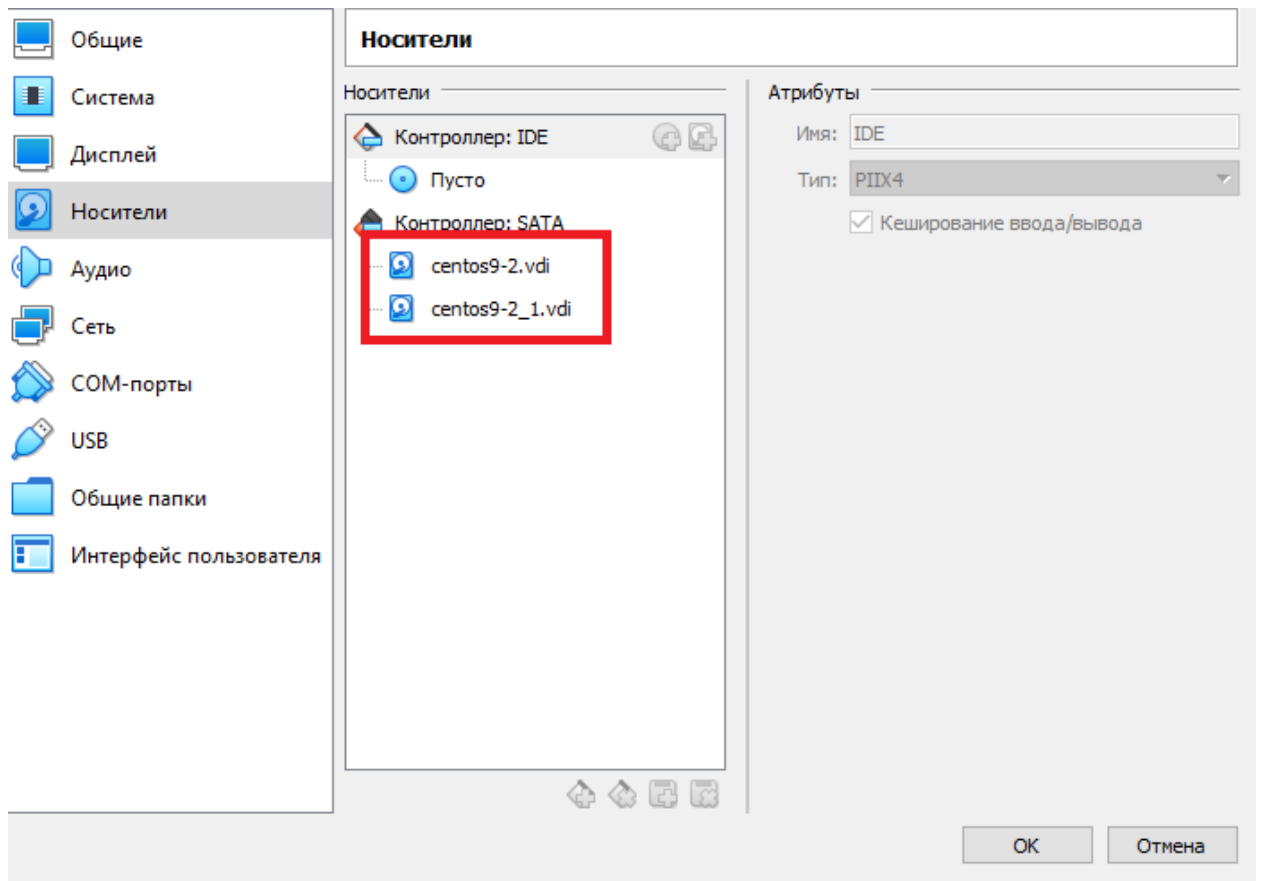 Общие
Система
Дисплей
Носители
Аудио
Сеть
COM-порты
USB
Общие папки
Интерфейс пользователя
Носители
Носители
Контроллер: IDE
Пусто
Контроллер: SATA
centos9-2.vdi
centos9-2_1.vdi
Атрибуты
Имя: IDE
Тип: PIIX4
Кеширование ввода/вывода
OK
Отмена